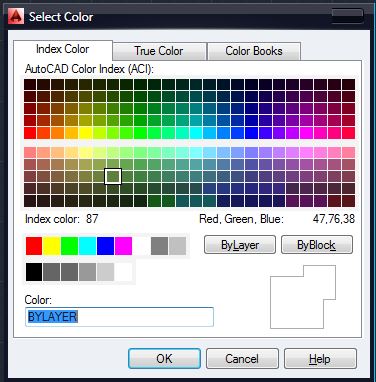 Select Color
Index Color True Color Color Books
AutoCAD Color Index (ACI):
Index color: 87 Red, Green, Blue: 47,76,38
ByLayer ByBlock
Color:
BYLAYER
OK Cancel Help